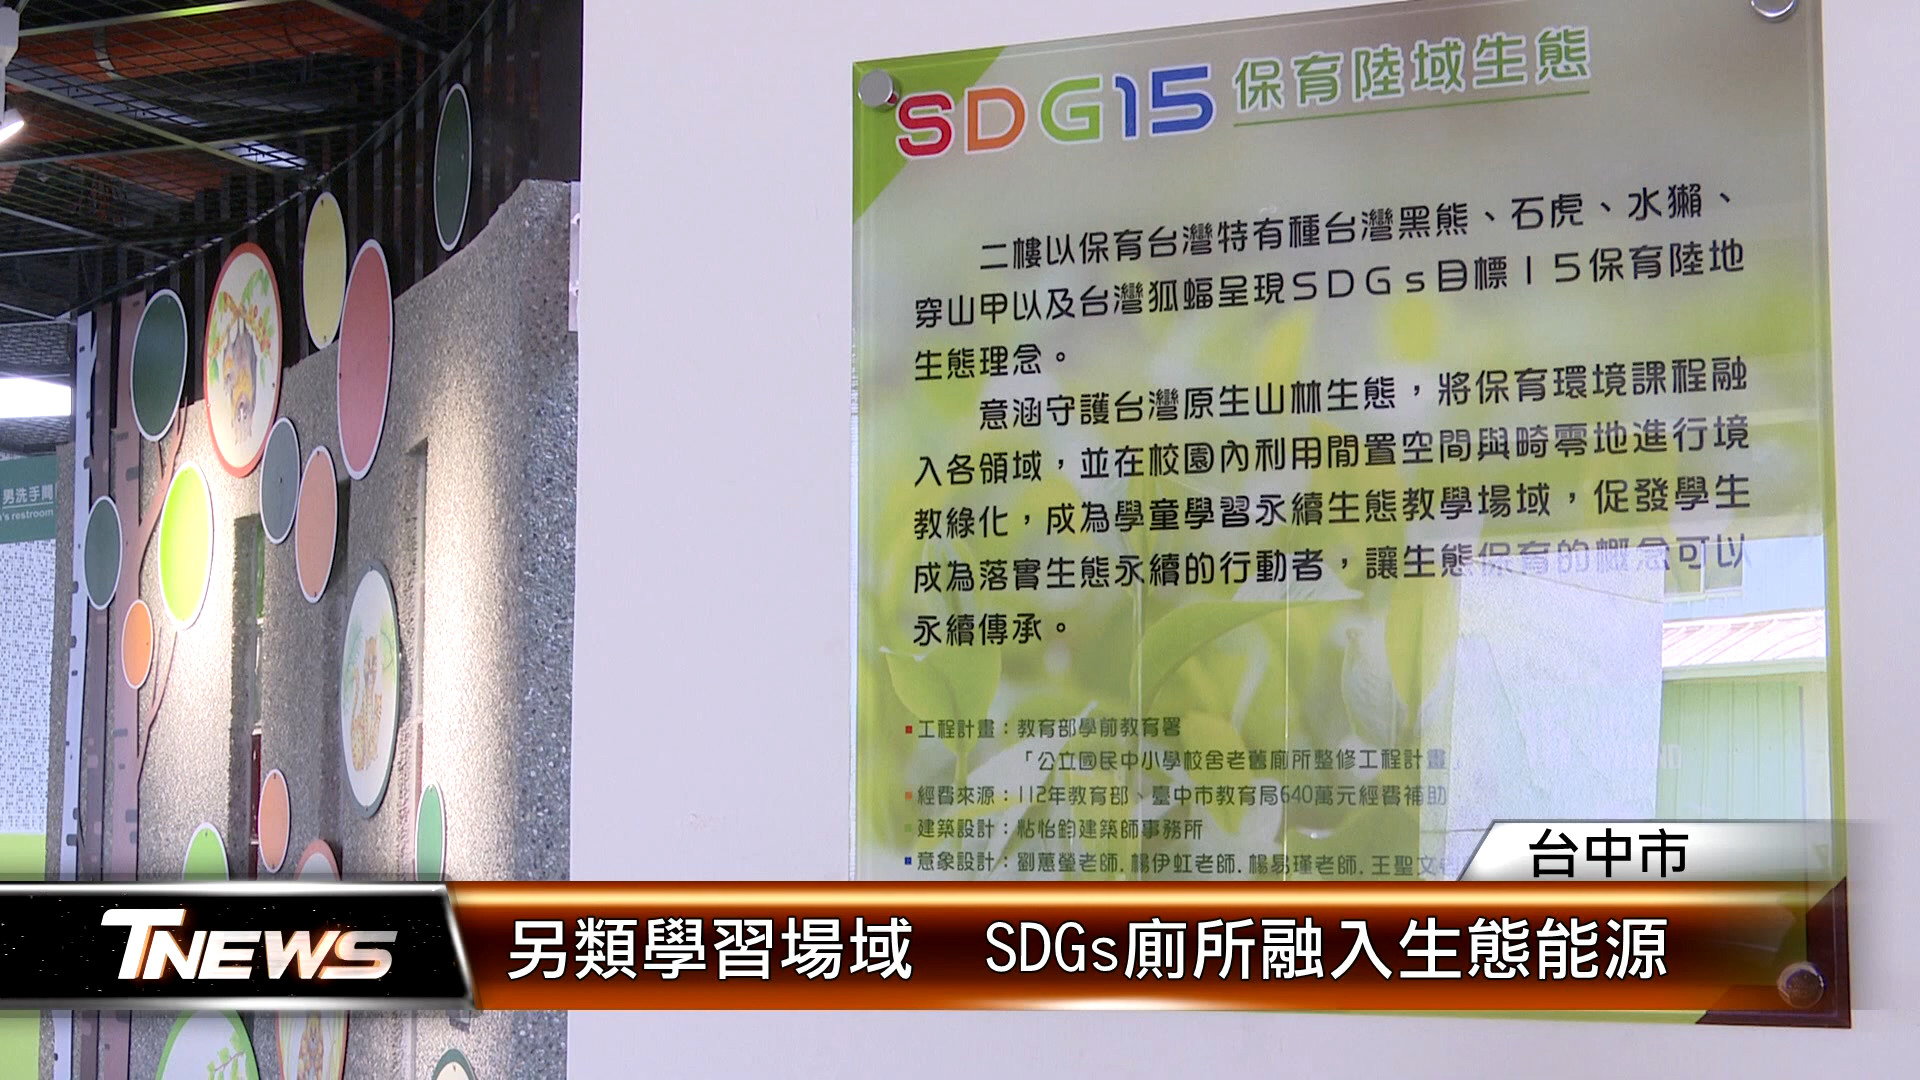 SDG15 保育陸域生態
二樓以保育台灣特有種台灣黑熊、石虎、水獺、
穿山甲以及台灣狐蝠呈現SDGs目標15保育陸地
生態理念。
意涵守護台灣原生山林生態，將保育環境課程融
入各領域，並在校園內利用閒置空間與畸零地進行境
教綠化，成為學童學習永續生態教學場域，促發學生
成為落實生態永續的行動者，讓生態保育的概念可以
永續傳承。
工程計畫：教育部學前教育署
「公立國民中小學校舍老舊廁所整修工程計畫」
經費來源：112年教育部、臺中市教育局640萬元經費補助
建築設計：粘怡鈞建築師事務所
意象設計：劉蕙瑩老師.楊伊虹老師.楊易瑾老師.王聖文
男洗手間
's restroom
台中市
TNEWS
另類學習場域 SDGs廁所融入生態能源